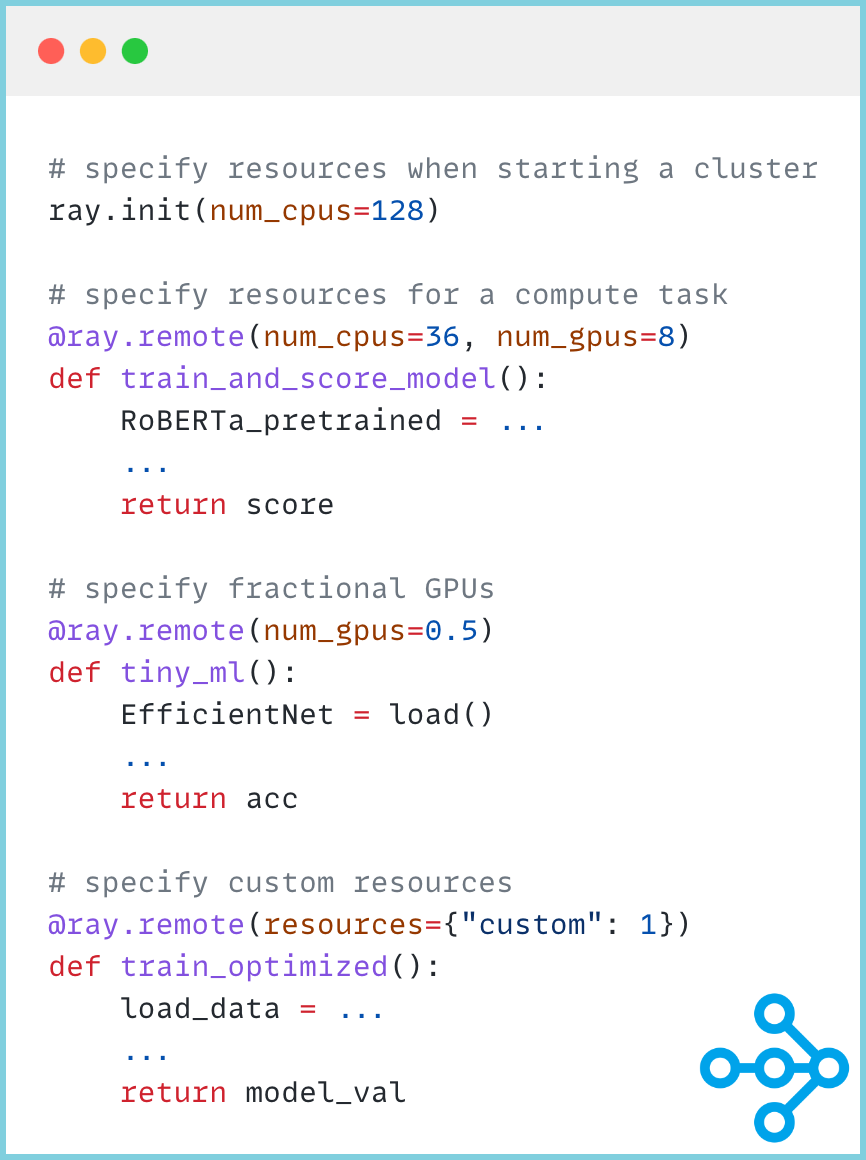 # specify resources when starting a cluster
ray.init(num_cpus=128)

# specify resources for a compute task
@ray.remote(num_cpus=36, num_gpus=8)
def train_and_score_model():
    RoBERTa_pretrained = ...
    ...
    return score

# specify fractional GPUs
@ray.remote(num_gpus=0.5)
def tiny_ml():
    EfficientNet = load()
    ...
    return acc

# specify custom resources
@ray.remote(resources={"custom": 1})
def train_optimized():
    load_data = ...
    ...
    return model_val